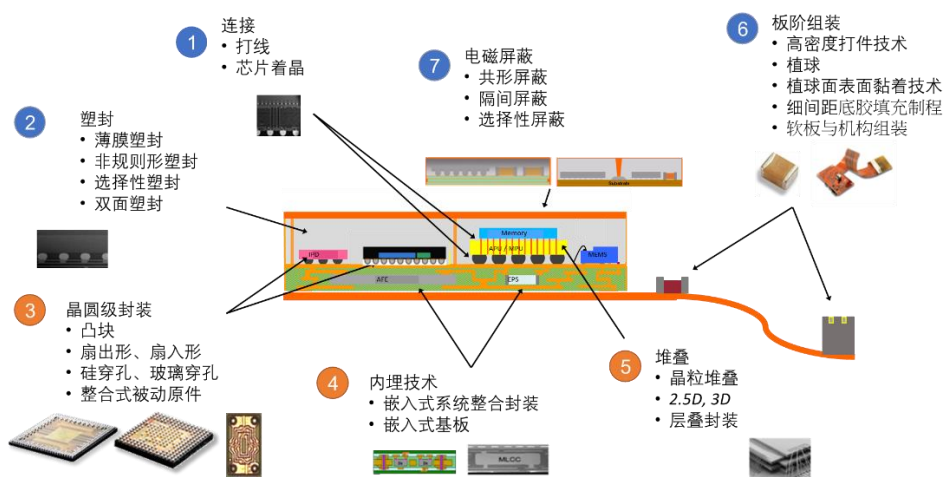 1
连接
• 打线
• 芯片着晶
2
塑封
• 薄膜塑封
• 非规则形塑封
• 选择性塑封
• 双面塑封
3
晶圆级封装
• 凸块
• 扇出形、扇入形
• 硅穿孔、玻璃穿孔
• 整合式被动原件
4
内埋技术
• 嵌入式系统整合封装
• 嵌入式基板
5
堆叠
• 晶粒堆叠
• 2.5D, 3D
• 层叠封装
6
板阶组装
• 高密度打件技术
• 植球
• 植球面表面黏着技术
• 细间距底胶填充制程
• 软板与机构组装
7
电磁屏蔽
• 共形屏蔽
• 隔间屏蔽
• 选择性屏蔽
Substrate
Memory
APU / MPU
IPD
MEMS
AFE
EPS
MLCC